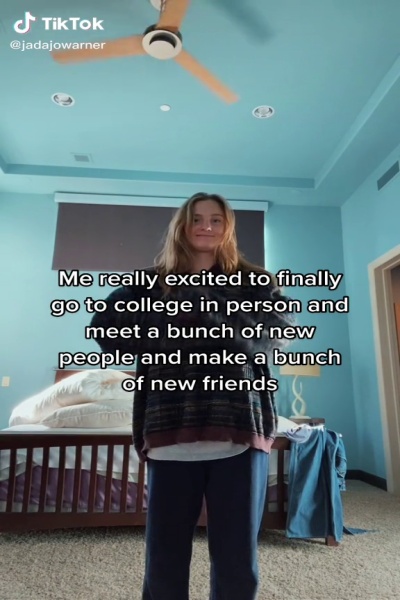 TikTok
@jadajowarner
Me really excited to finally
go to college in person and
meet a bunch of new
people and make a bunch
of new friends